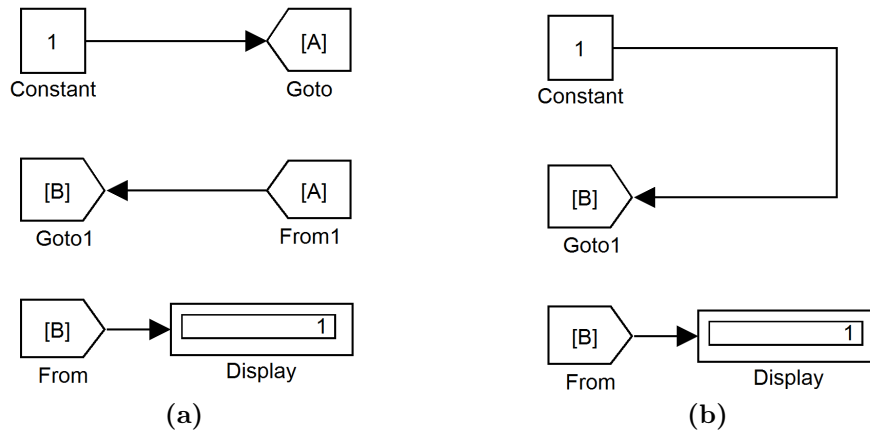 1
[A]
Constant
Goto
[B]
[A]
Goto1
From1
[B]
1
From
Display
(a)
1
Constant
[B]
Goto1
[B]
1
From
Display
(b)